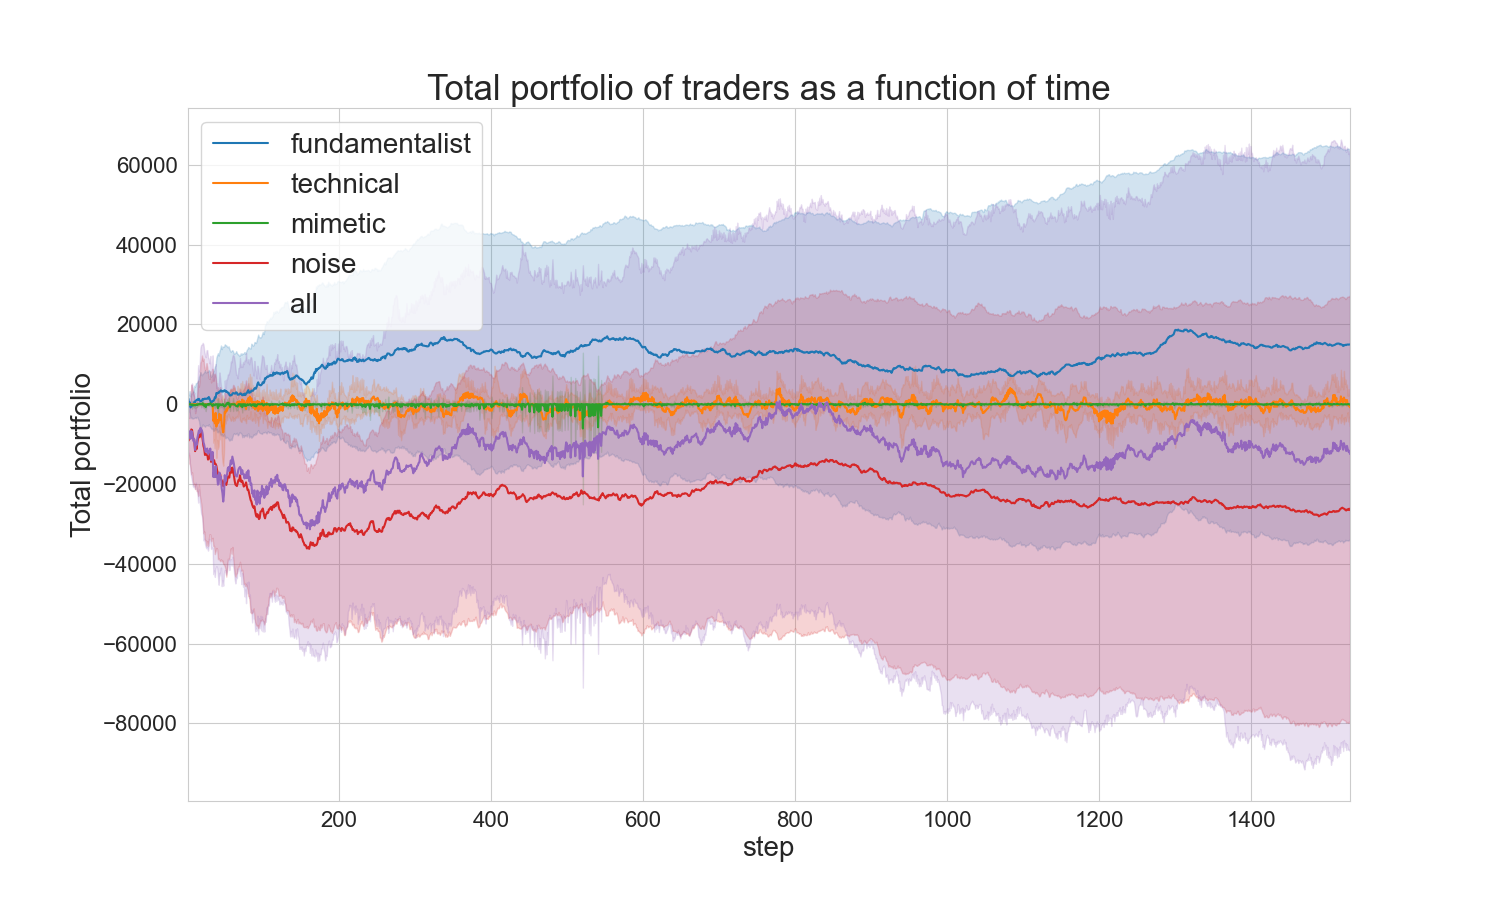 Total portfolio of traders as a function of time
fundamentalist
technical
mimetic
noise
all
60000
40000
20000
0
−20000
−40000
−60000
−80000
Total portfolio
200 400 600 800 1000 1200 1400
step